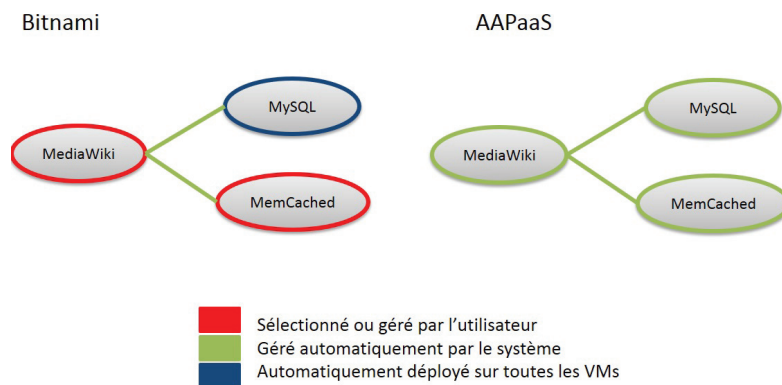 Bitnami
AAPaaS
MySQL
MediaWiki
MemCached
MySQL
MediaWiki
MemCached
Sélectionné ou géré par l'utilisateur
Géré automatiquement par le système
Automatiquement déployé sur toutes les VMs